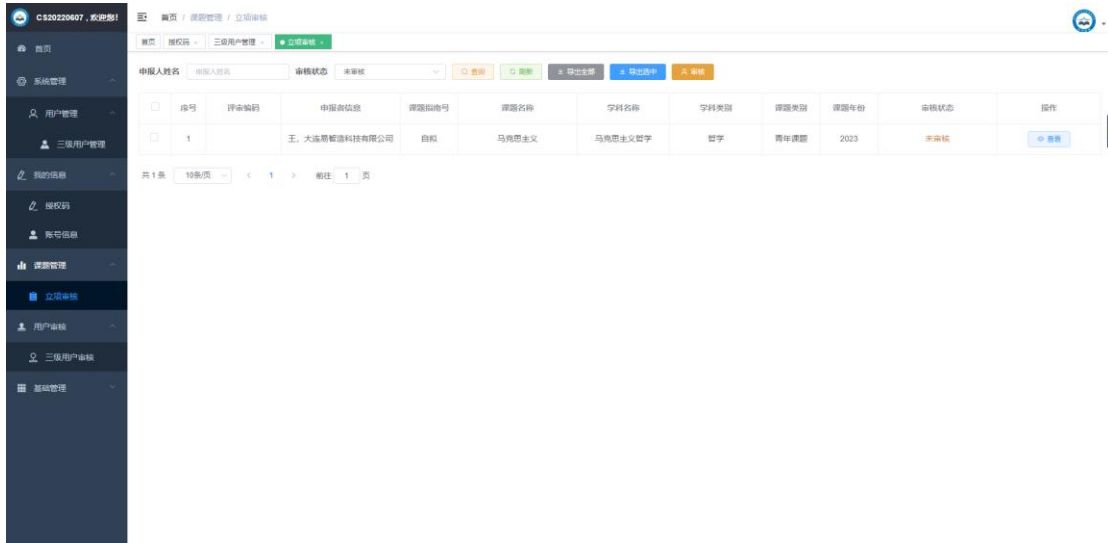 CS20220607，欢迎您!
首页 / 课题管理 / 立项审核
首页
系统管理
用户管理
三级用户管理
我的信息
授权码
账号信息
课题管理
立项审核
用户审核
三级用户审核
基础管理
首页 授权码 × 三级用户管理 × 立项审核 ×
申报人姓名 申报人姓名 审核状态 未审核 查询 刷新 导出全部 导出选中 审核
序号 评审编码 申报者信息 课题指南号 课题名称 学科名称 学科类别 课题类别 课题年份 审核状态 操作
1 王，大连易智造科技有限公司 自拟 马克思主义 马克思主义哲学 哲学 青年课题 2023 未审核 查看
共 1 条 10条/页 < 1 > 前往 1 页